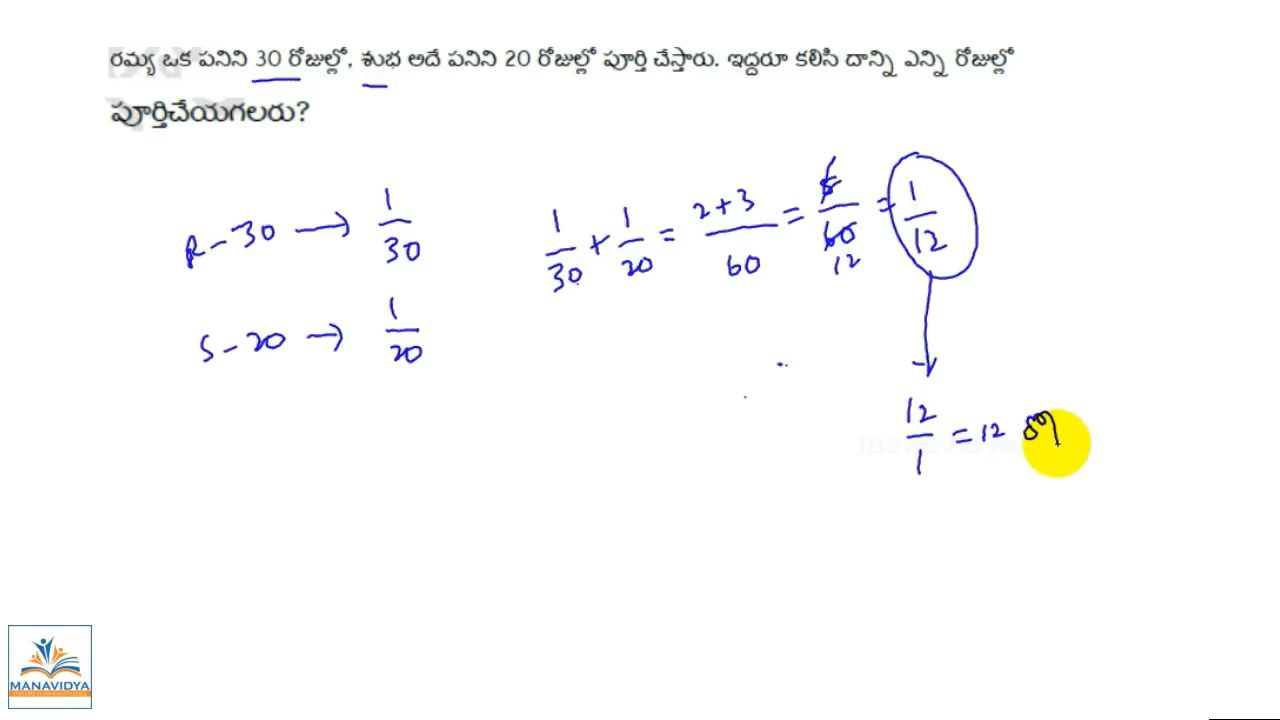 రమ్య ఒక పనిని 30 రోజుల్లో, శుభ అదే పనిని 20 రోజుల్లో పూర్తి చేస్తారు. ఇద్దరూ కలిసి దాన్ని ఎన్ని రోజుల్లో
పూర్తిచేయగలరు?
R - 30 → 1/30
1/30 + 1/20 = 2+3/60 = 5/60 = 1/12
12
S - 20 → 1/20
12/1 = 12
MANAVIDYA